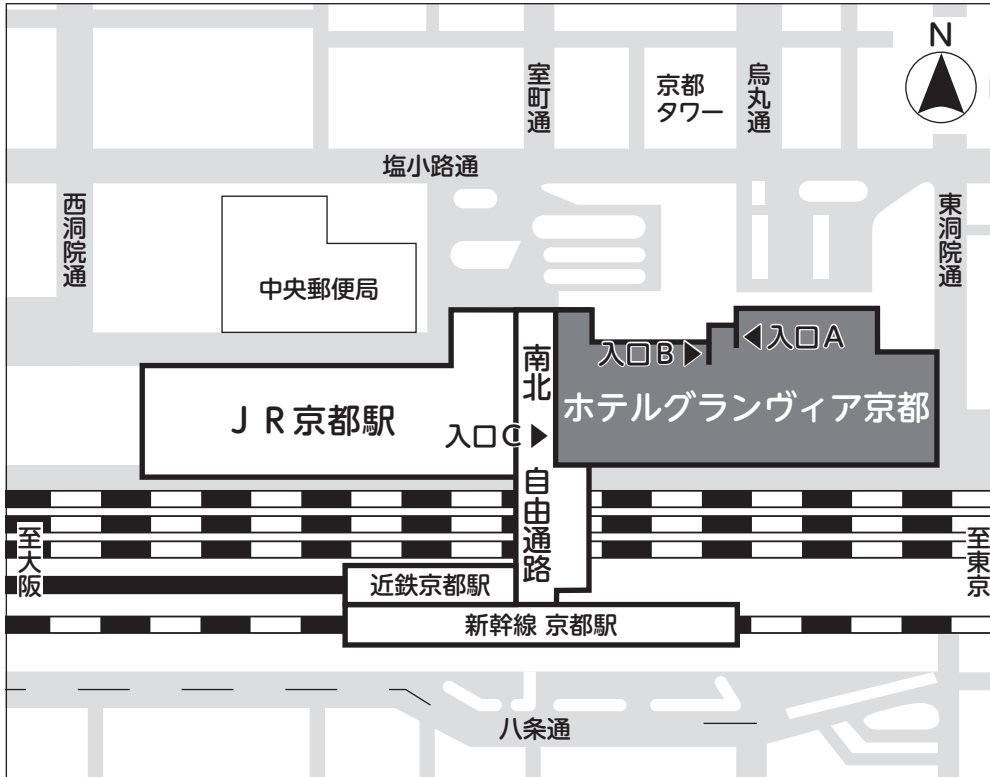 N
室町通
京都
タワー
烏丸通
塩小路通
西洞院通
東洞院通
中央郵便局
入口A
入口B
南北自由通路
ホテルグランヴィア京都
JR京都駅
入口C
至大阪
至東京
近鉄京都駅
新幹線 京都駅
八条通